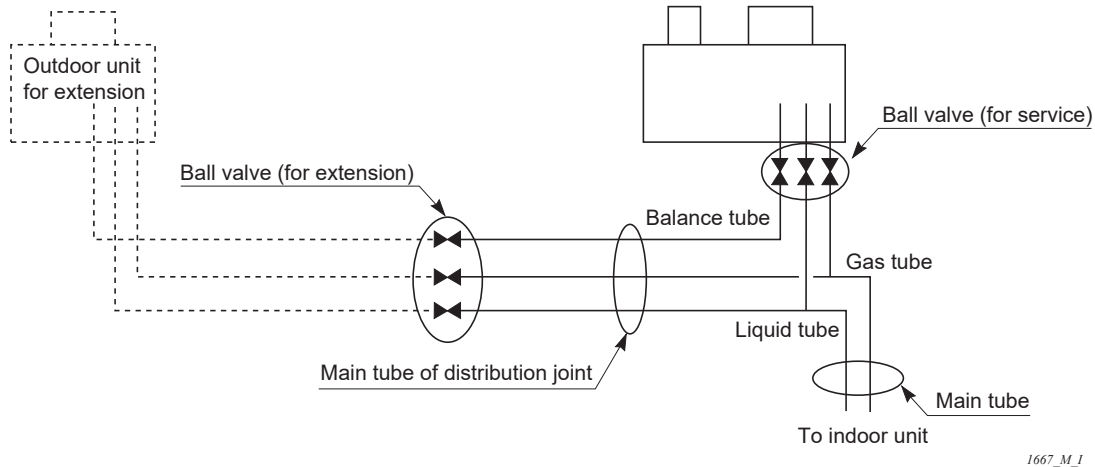 Outdoor unit
for extension
Ball valve (for service)
Ball valve (for extension)
Balance tube
Gas tube
Liquid tube
Main tube of distribution joint
Main tube
To indoor unit
1667_M_I